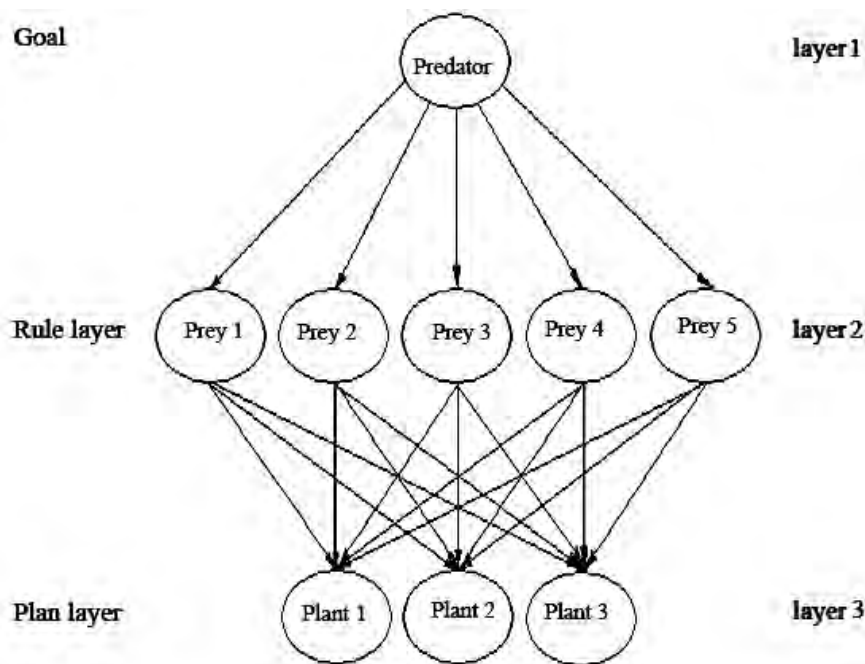 Goal
Predator
layer 1
Rule layer
Prey 1
Prey 2
Prey 3
Prey 4
Prey 5
layer 2
Plan layer
Plant 1
Plant 2
Plant 3
layer 3